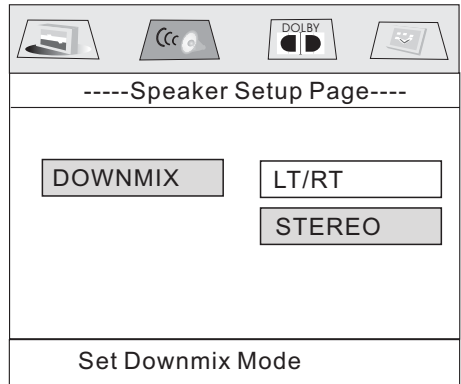 DOLBY
-----Speaker Setup Page----
DOWNMIX
LT/RT
STEREO
Set Downmix Mode